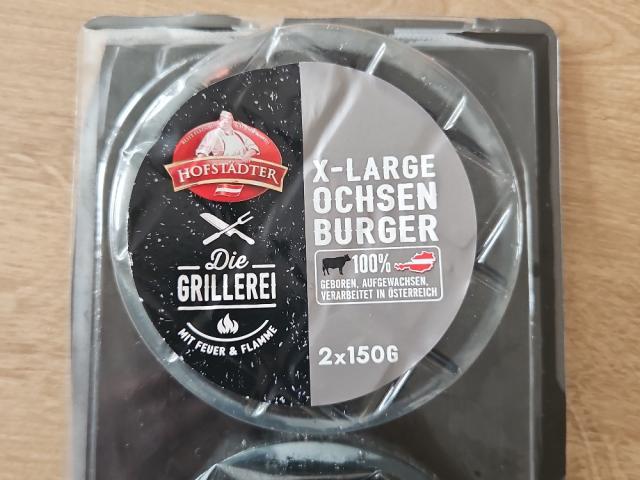 HOFSTÄDTER
Die
GRILLEREI
MIT FEUER & FLAMME
X-LARGE
OCHSEN
BURGER
100%
GEBOREN, AUFGEWACHSEN,
VERARBEITET IN ÖSTERREICH
2x150G